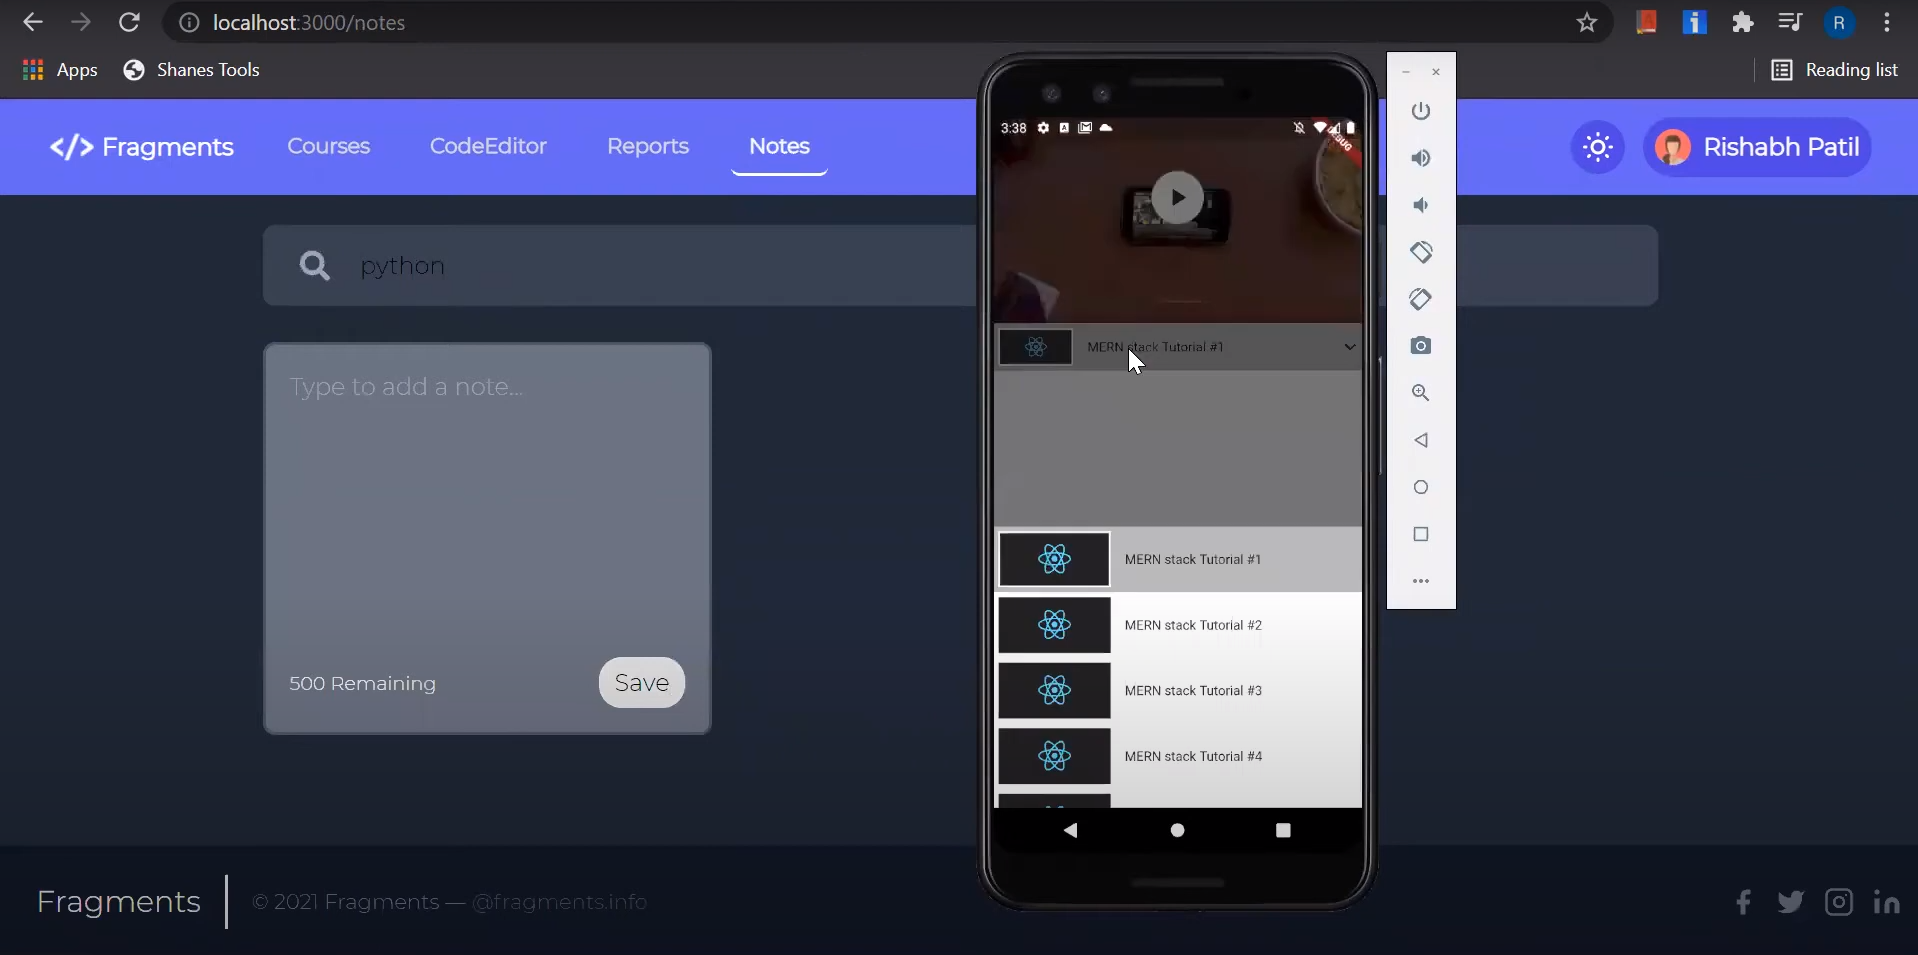 localhost:3000/notes
R
Apps
Shanes Tools
Reading list
</> Fragments
Courses
CodeEditor
Reports
Notes
Rishabh Patil
python
Type to add a note...
500 Remaining
Save
3:38
DEBUG
MERN stack Tutorial #1
MERN stack Tutorial #1
MERN stack Tutorial #2
MERN stack Tutorial #3
MERN stack Tutorial #4
Fragments
© 2021 Fragments — @fragments.info